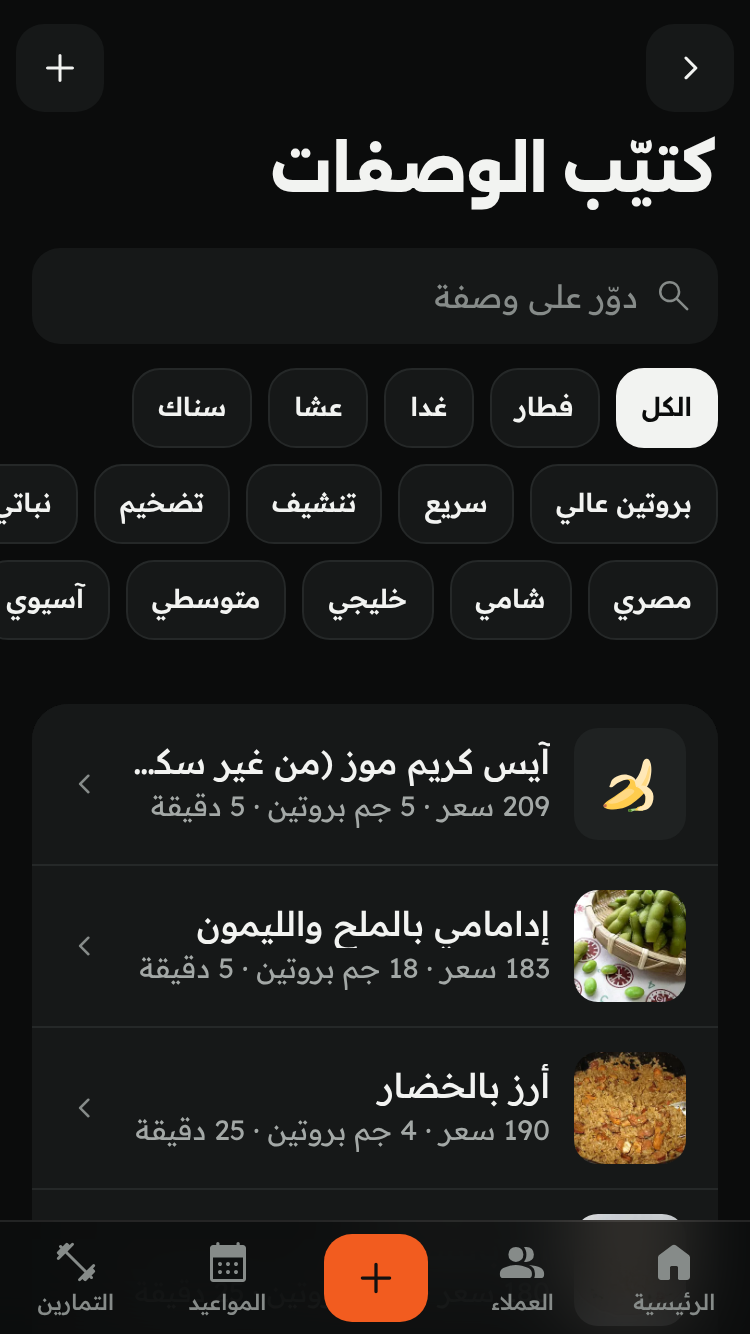 كتيّب الوصفات
دوّر على وصفة
الكل فطار غدا عشا سناك
بروتين عالي سريع تنشيف تضخيم نباتي
مصري شامي خليجي متوسطي آسيوي
آيس كريم موز (من غير سكـ...
209 سعر · 5 جم بروتين · 5 دقيقة
إدامامي بالملح والليمون
183 سعر · 18 جم بروتين · 5 دقيقة
أرز بالخضار
190 سعر · 4 جم بروتين · 25 دقيقة
الرئيسية العملاء المواعيد التمارين